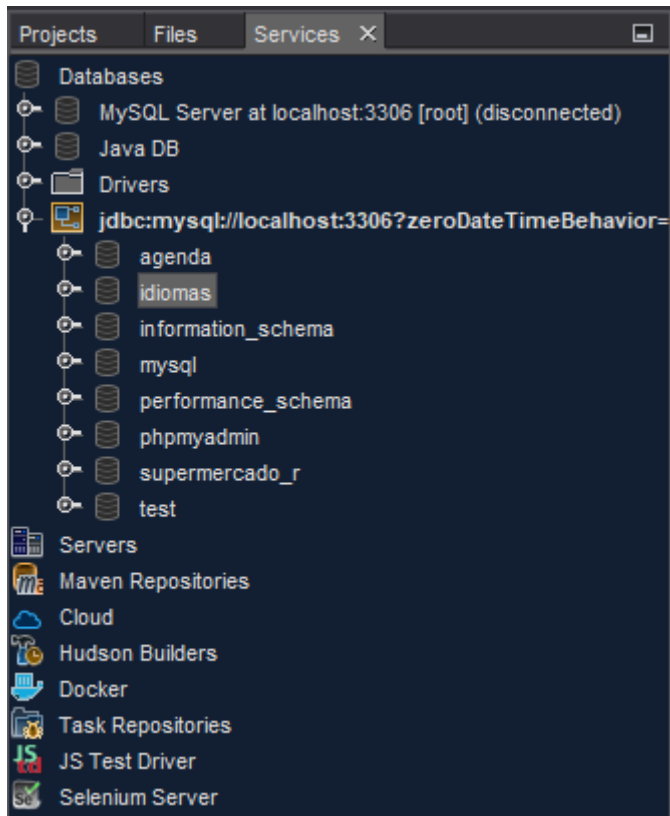 Projects Files Services
Databases
MySQL Server at localhost:3306 [root] (disconnected)
Java DB
Drivers
jdbc:mysql://localhost:3306?zeroDateTimeBehavior=
agenda
idiomas
information_schema
mysql
performance_schema
phpmyadmin
supermercado_r
test
Servers
Maven Repositories
Cloud
Hudson Builders
Docker
Task Repositories
JS Test Driver
Selenium Server